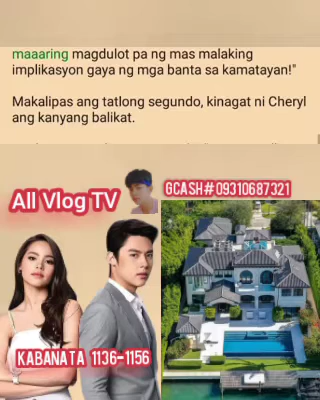 maaaring magdulot pa ng mas malaking
implikasyon gaya ng mga banta sa kamatayan!"
Makalipas ang tatlong segundo, kinagat ni Cheryl
ang kanyang balikat.
All Vlog TV
GCASH# 09310687321
KABANATA 1136-1156